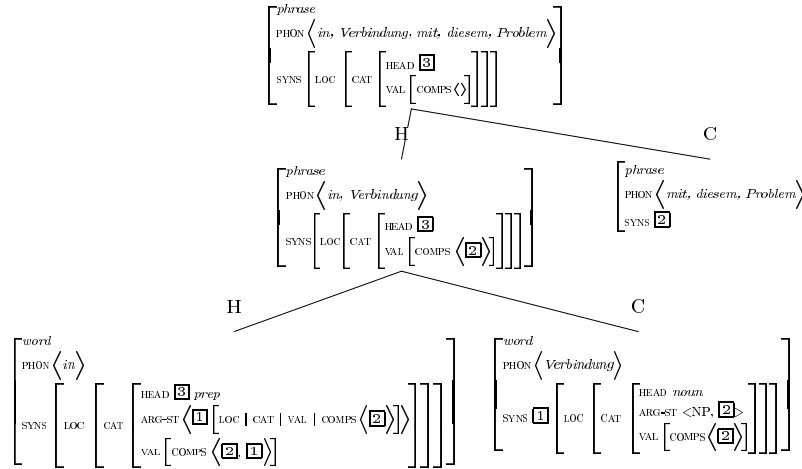 phrase
PHON ⟨in, Verbindung, mit, diesem, Problem⟩
HEAD 3
SYNS LOC CAT
VAL [COMPS ⟨⟩]
H C
phrase phrase
PHON ⟨in, Verbindung⟩ PHON ⟨mit, diesem, Problem⟩
HEAD 3 SYNS 2
SYNS LOC CAT
VAL [COMPS ⟨2⟩]
H C
word word
PHON ⟨in⟩ PHON ⟨Verbindung⟩
HEAD 3 prep HEAD noun
SYNS LOC CAT ARG-ST ⟨1 [LOC | CAT | VAL | COMPS ⟨2⟩]⟩ SYNS 1 LOC CAT ARG-ST <NP, 2>
VAL [COMPS ⟨2, 1⟩] VAL [COMPS ⟨2⟩]